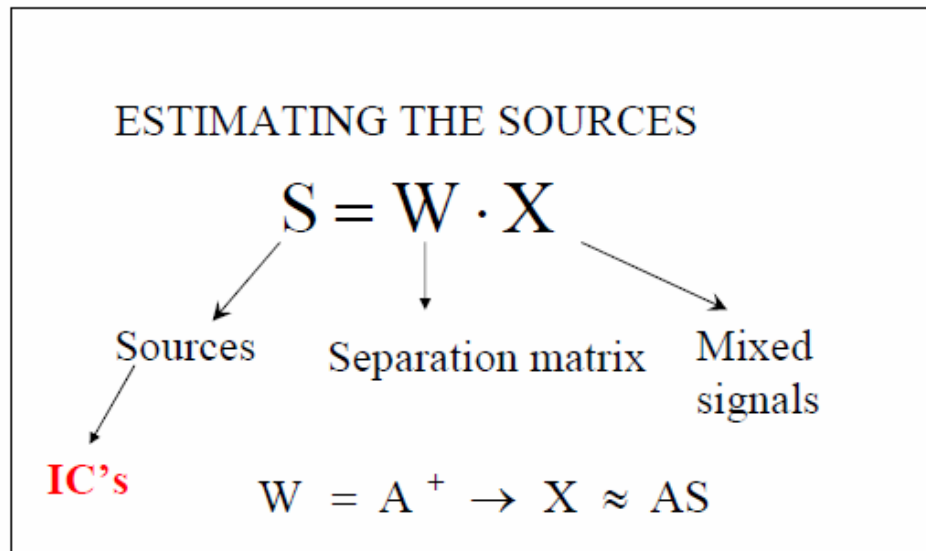 ESTIMATING THE SOURCES
S = W · X
Sources
Separation matrix
Mixed
signals
IC's
W = A⁺ → X ≈ AS